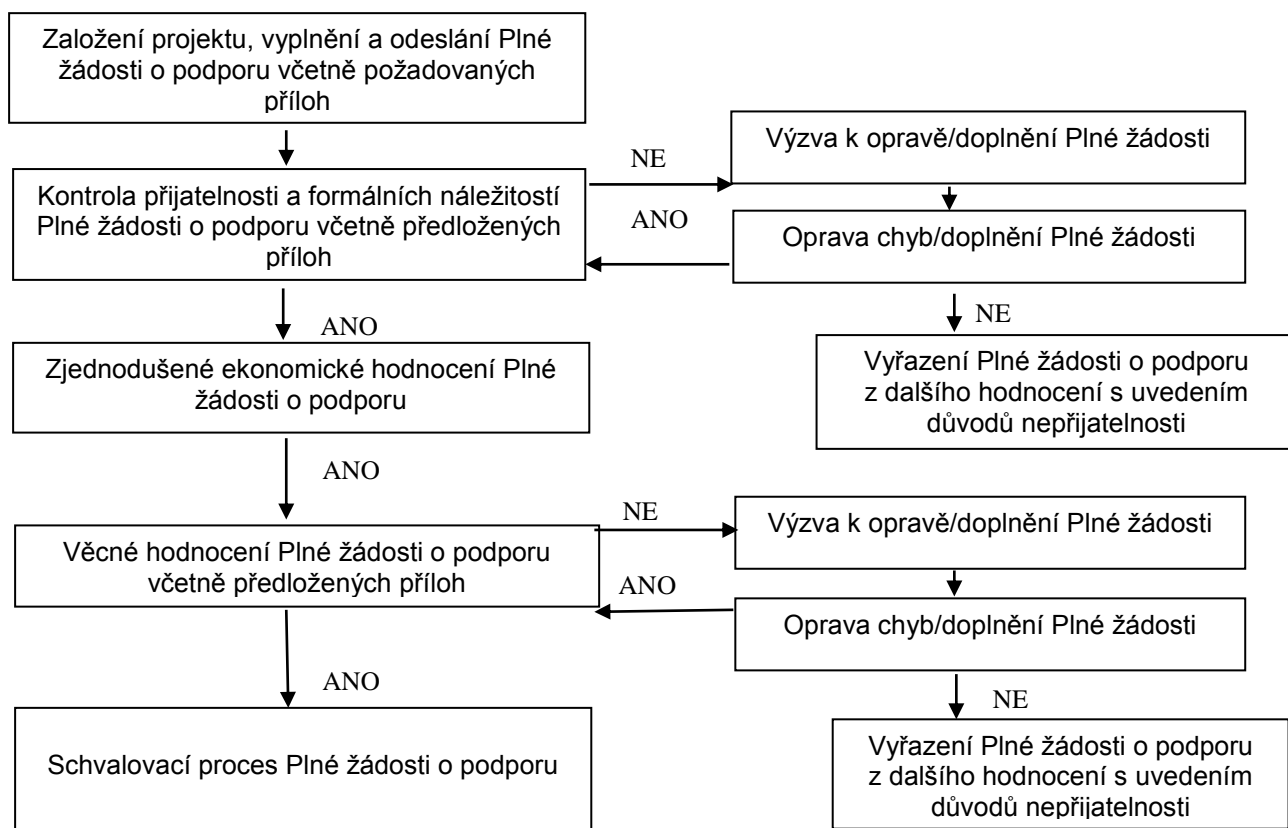 Založení projektu, vyplnění a odeslání Plné
žádosti o podporu včetně požadovaných
příloh
NE
Výzva k opravě/doplnění Plné žádosti
Kontrola přijatelnosti a formálních náležitostí
Plné žádosti o podporu včetně předložených
příloh
ANO
Oprava chyb/doplnění Plné žádosti
ANO
NE
Zjednodušené ekonomické hodnocení Plné
žádosti o podporu
Vyřazení Plné žádosti o podporu
z dalšího hodnocení s uvedením
důvodů nepřijatelnosti
ANO
NE
Výzva k opravě/doplnění Plné žádosti
Věcné hodnocení Plné žádosti o podporu
včetně předložených příloh
ANO
Oprava chyb/doplnění Plné žádosti
ANO
NE
Schvalovací proces Plné žádosti o podporu
Vyřazení Plné žádosti o podporu
z dalšího hodnocení s uvedením
důvodů nepřijatelnosti